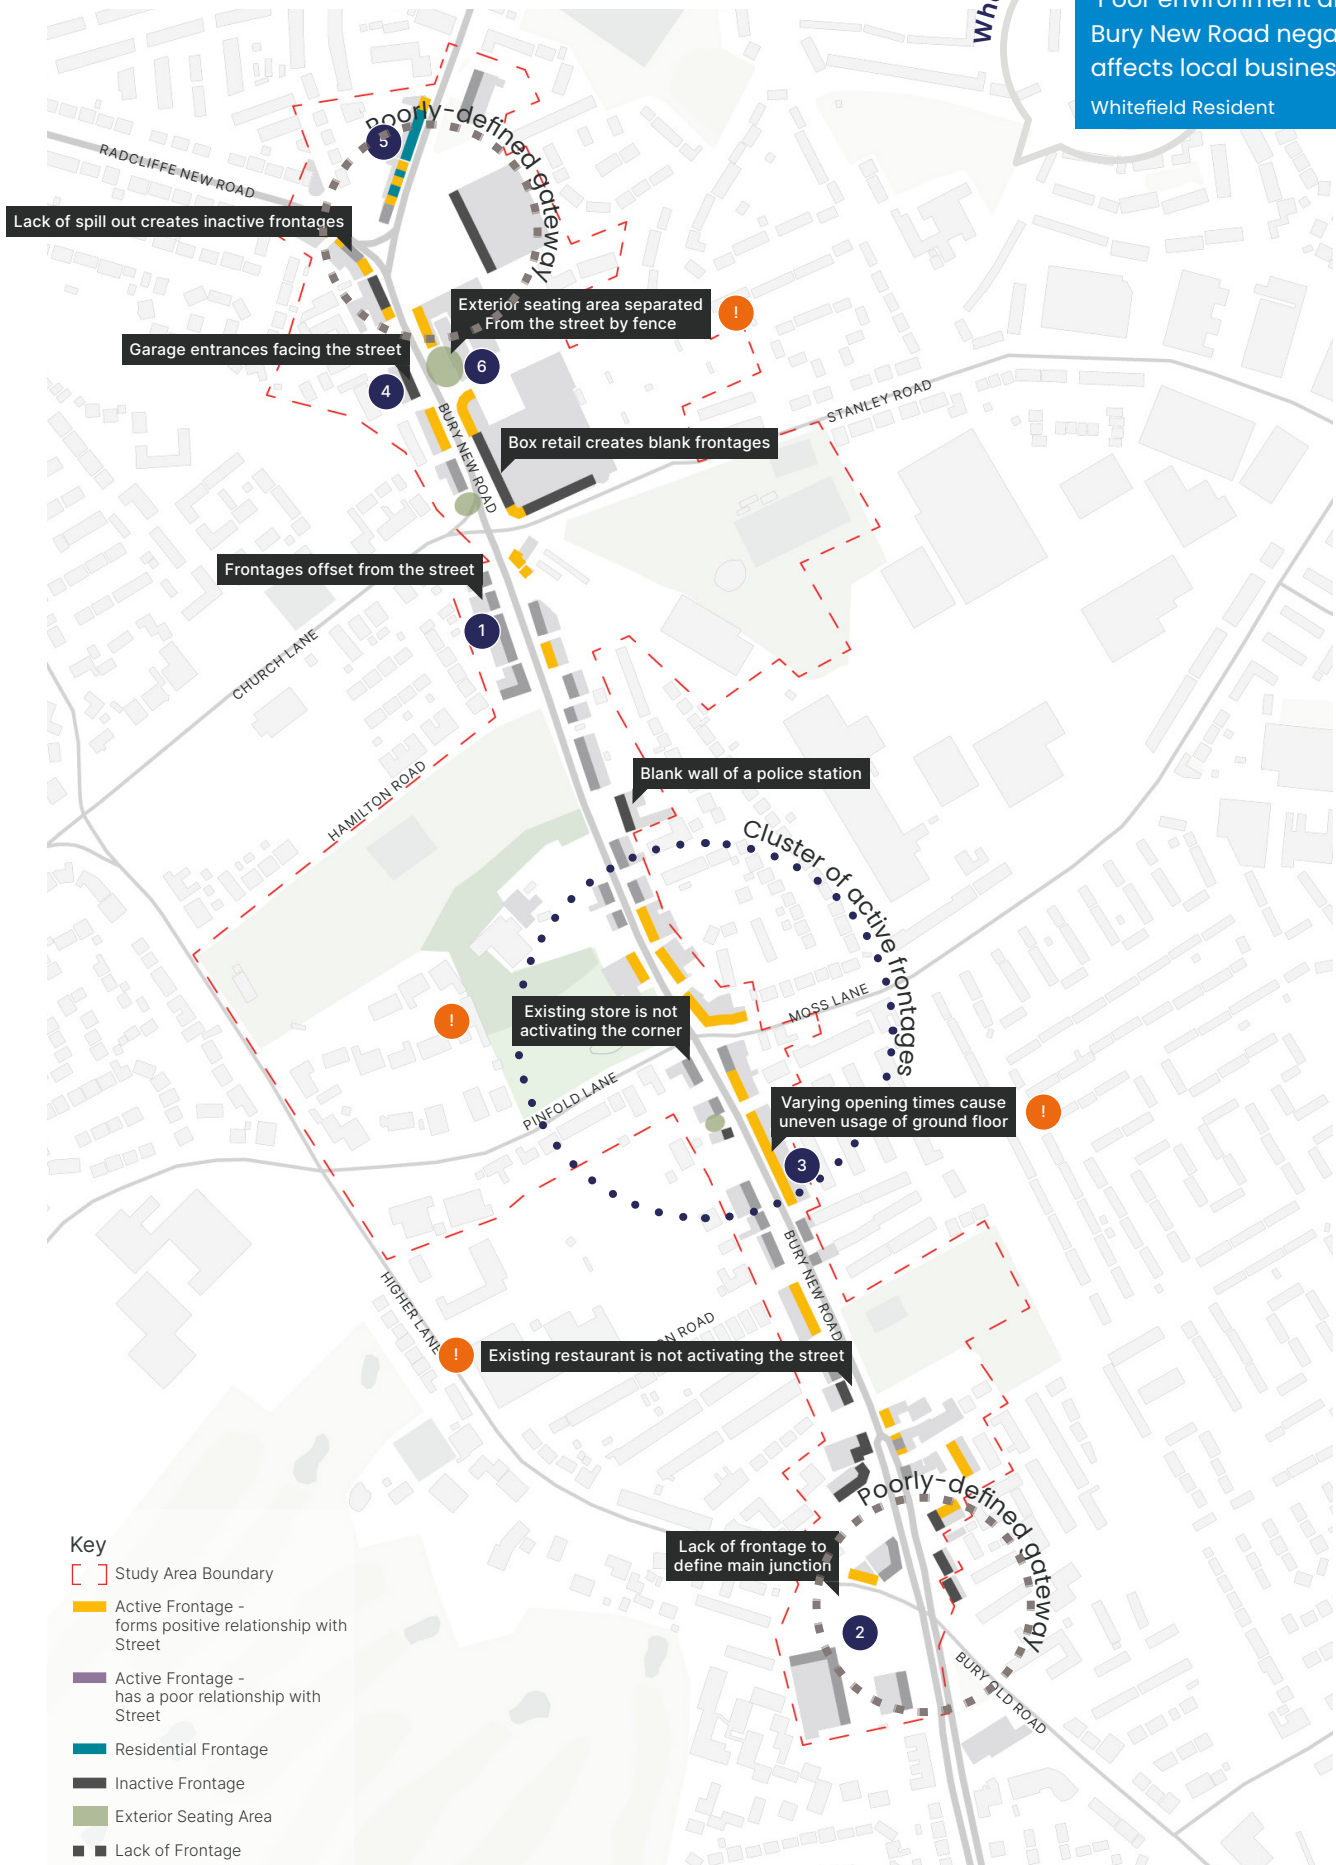 Bury New Road
affects local
Whitefield Resident
Poorly-defined gateway
5
RADCLIFFE NEW ROAD
Lack of spill out creates inactive frontages
Exterior seating area separated
From the street by fence
!
Garage entrances facing the street
6
4
BURY NEW ROAD
STANLEY ROAD
Box retail creates blank frontages
Frontages offset from the street
1
CHURCH LANE
HAMILTON ROAD
Blank wall of a police station
Cluster of active frontages
MOSS LANE
Existing store is not
activating the corner
!
PINFOLD LANE
Varying opening times cause
uneven usage of ground floor
!
3
BURY NEW ROAD
HIGHER LANE
ROAD
!
Existing restaurant is not activating the street
Poorly-defined gateway
Lack of frontage to
define main junction
2
BURY OLD ROAD
Key
Study Area Boundary
Active Frontage -
forms positive relationship with
Street
Active Frontage -
has a poor relationship with
Street
Residential Frontage
Inactive Frontage
Exterior Seating Area
Lack of Frontage